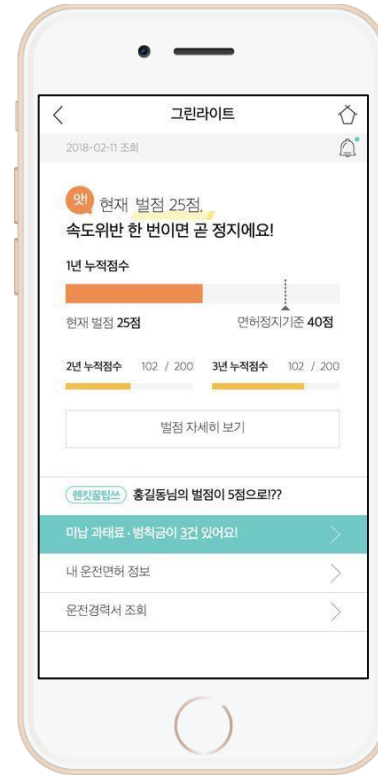 그린라이트
2018-02-11 조회
앗! 현재 벌점 25점,
속도위반 한 번이면 곧 정지에요!
1년 누적점수
현재 벌점 25점 면허정지기준 40점
2년 누적점수 102 / 200 3년 누적점수 102 / 200
벌점 자세히 보기
렌킷꿀팁쓰 홍길동님의 벌점이 5점으로!??
미납 과태료·범칙금이 3건 있어요!
내 운전면허 정보
운전경력서 조회